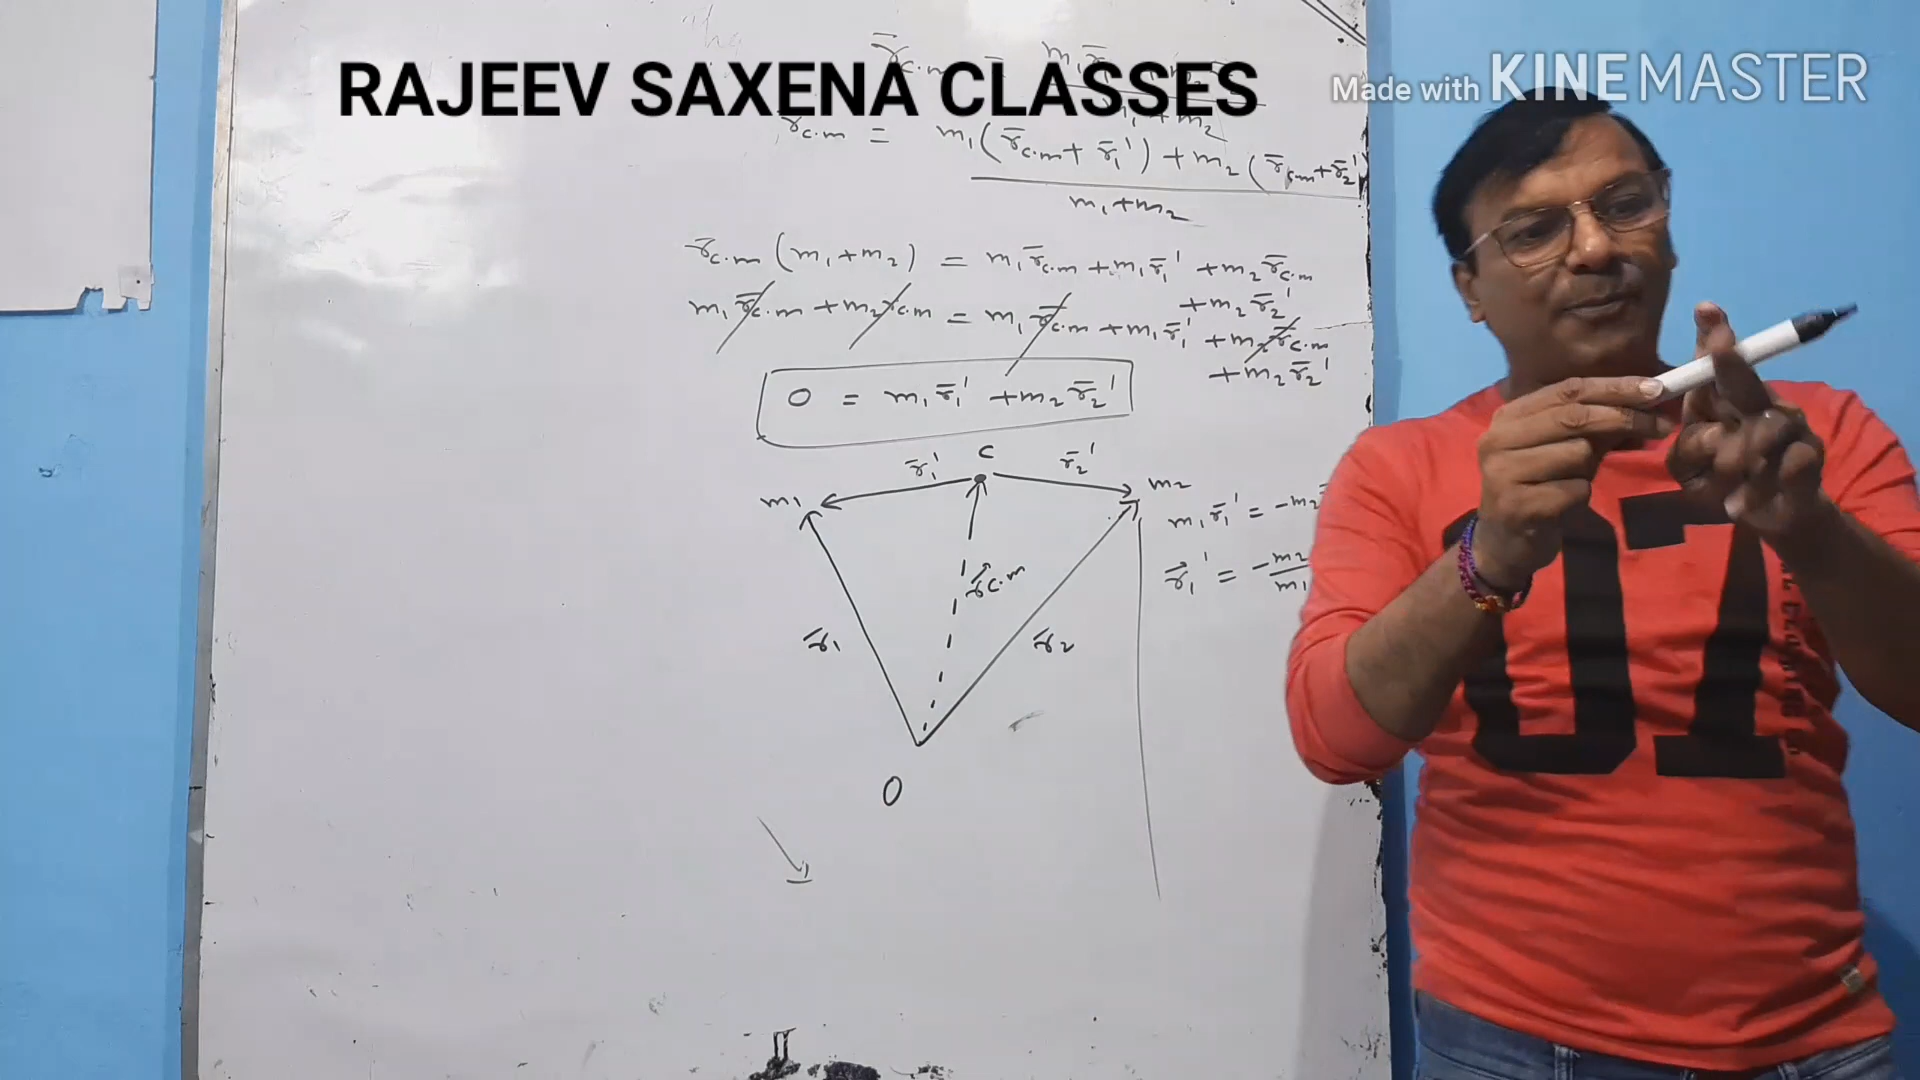 RAJEEV SAXENA CLASSES
Made with KINEMASTER
r̄c.m = m₁(r̄c.m + r̄₁') + m₂(r̄c.m + r̄₂')
m₁+m₂
r̄c.m (m₁+m₂) = m₁r̄c.m + m₁r̄₁' + m₂r̄c.m
+ m₂r̄₂'
m₁r̄c.m + m₂r̄c.m = m₁r̄c.m + m₁r̄₁' + m₂r̄c.m
+ m₂r̄₂'
0 = m₁r̄₁' + m₂r̄₂'
C
r̄₁' r̄₂'
m₁ m₂
m₁r̄₁' = -m₂
r⃗c.m
r⃗₁' = -m₂/m₁
r̄₁ r̄₂
O
07